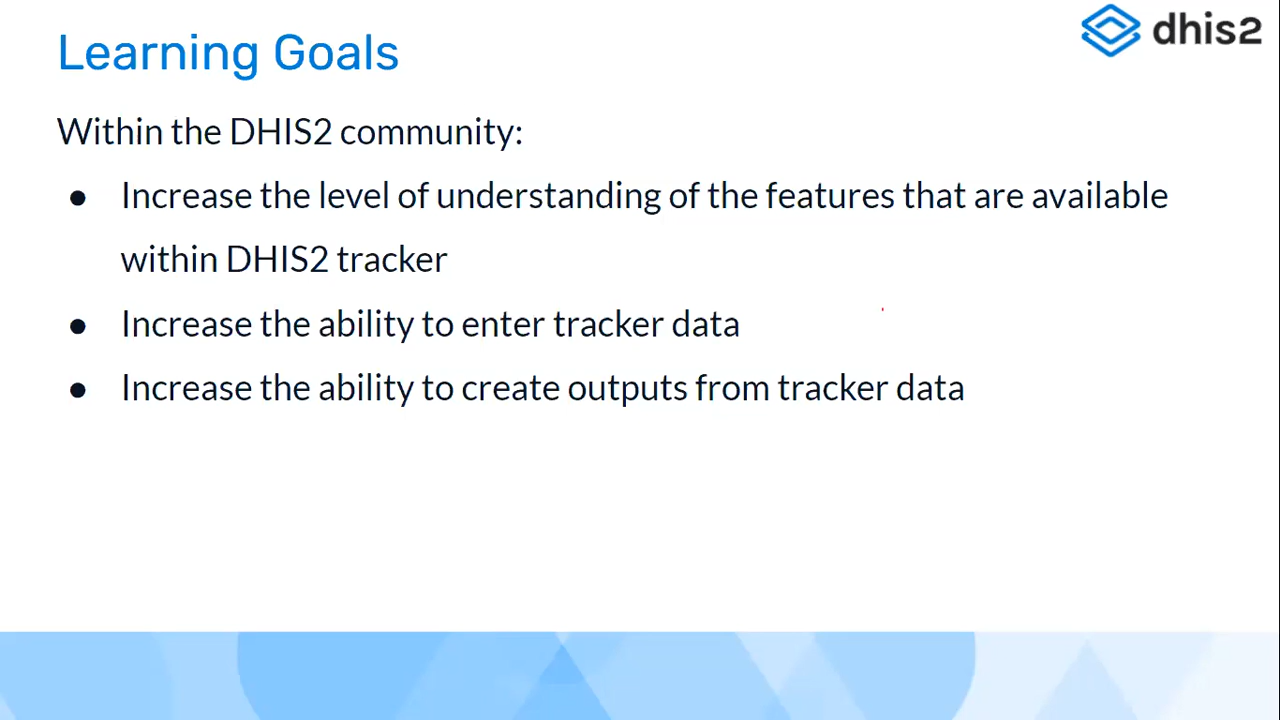 Learning Goals
dhis2
Within the DHIS2 community:
● Increase the level of understanding of the features that are available
within DHIS2 tracker
● Increase the ability to enter tracker data
● Increase the ability to create outputs from tracker data